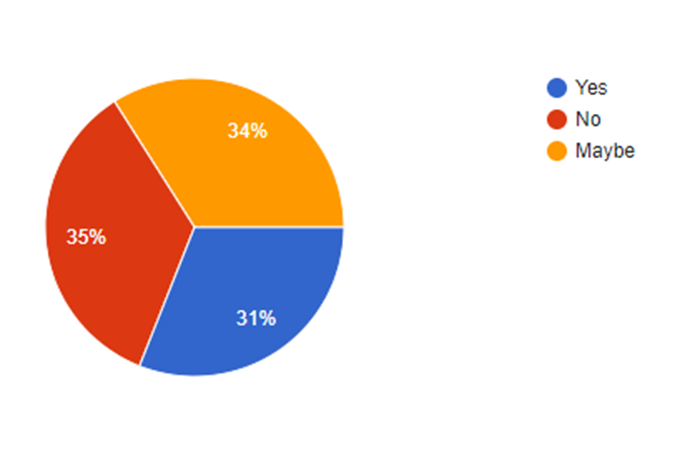 Yes
No
Maybe
34%
35%
31%